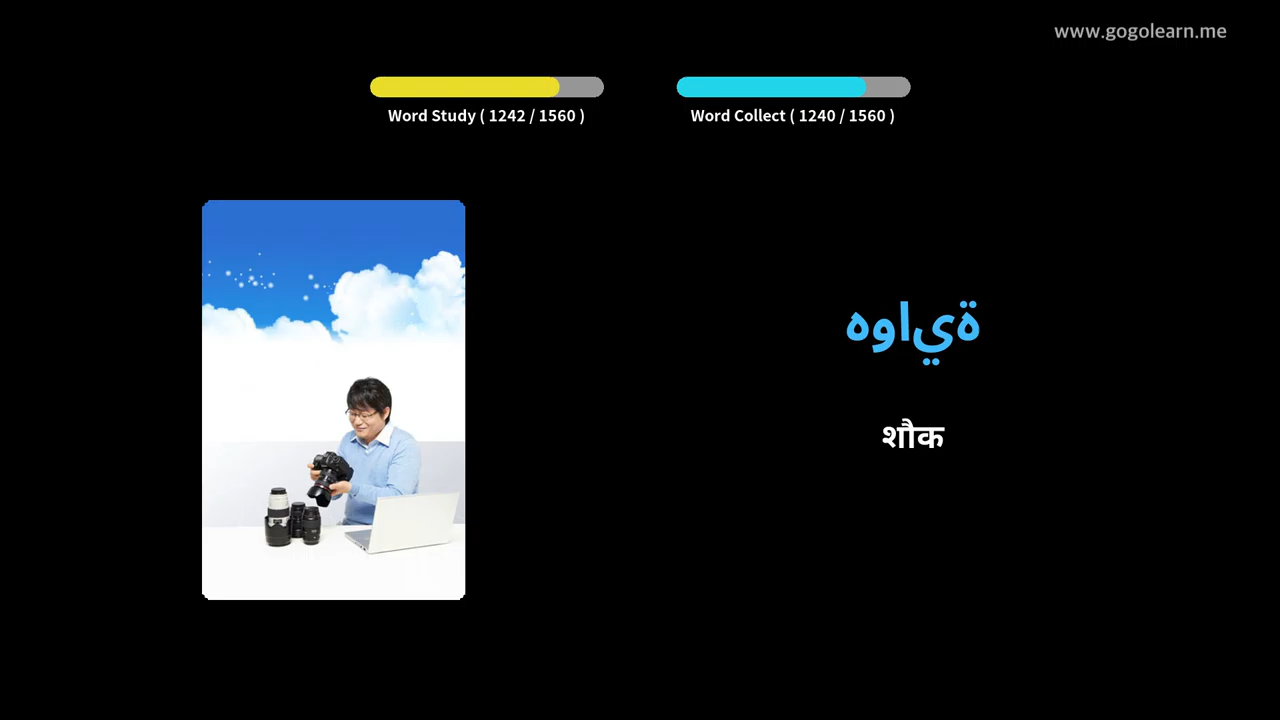 www.gogolearn.me
Word Study ( 1242 / 1560 )
Word Collect ( 1240 / 1560 )
هواية
शौक